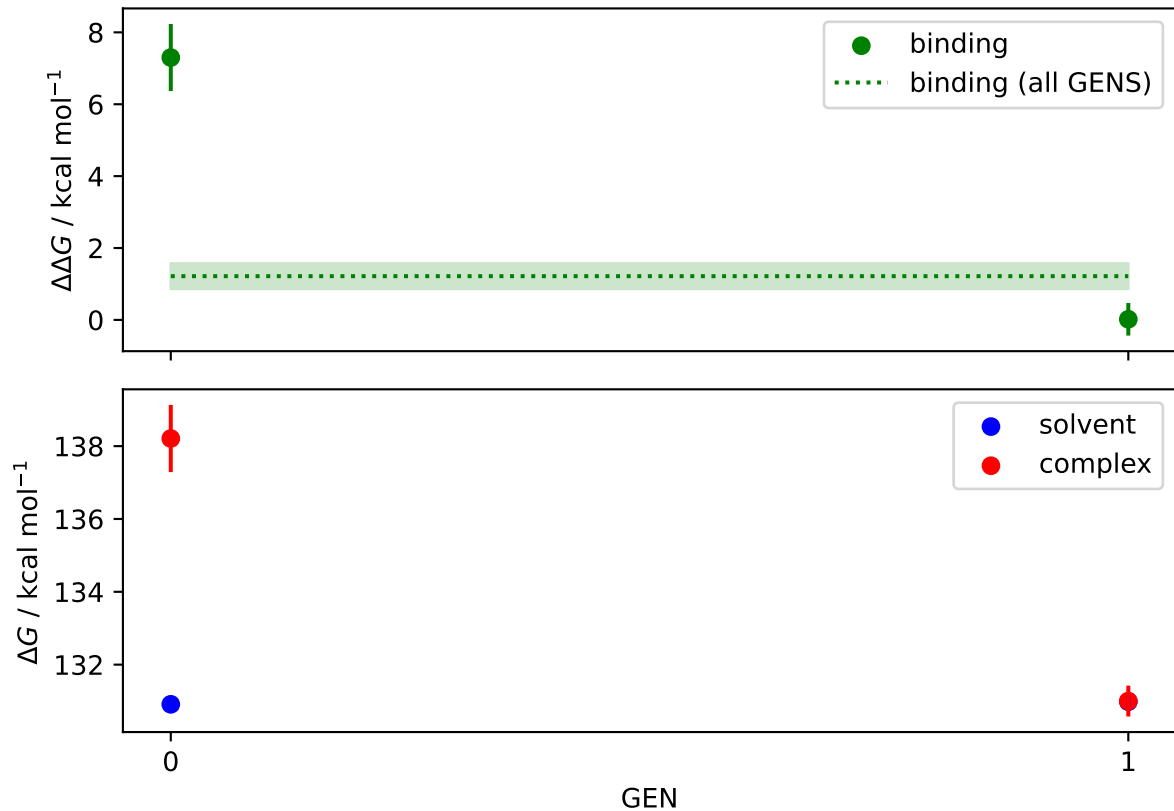 8
6
4
2
0
ΔΔG / kcal mol⁻¹
binding
binding (all GENS)
138
136
134
132
ΔG / kcal mol⁻¹
solvent
complex
0
1
GEN